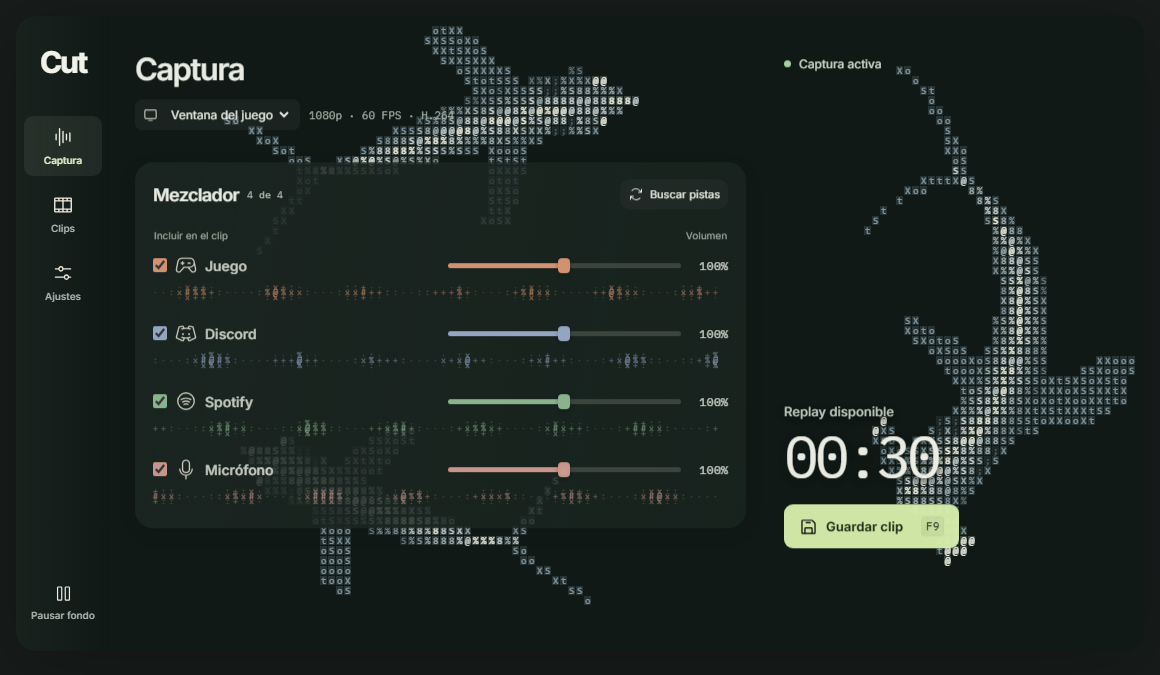 Cut
Captura
Clips
Ajustes
Pausar fondo
Captura
Ventana del juego
1080p · 60 FPS · H.264
Mezclador 4 de 4
Buscar pistas
Incluir en el clip
Volumen
Juego
100%
Discord
100%
Spotify
100%
Micrófono
100%
Captura activa
Replay disponible
00:30
Guardar clip F9